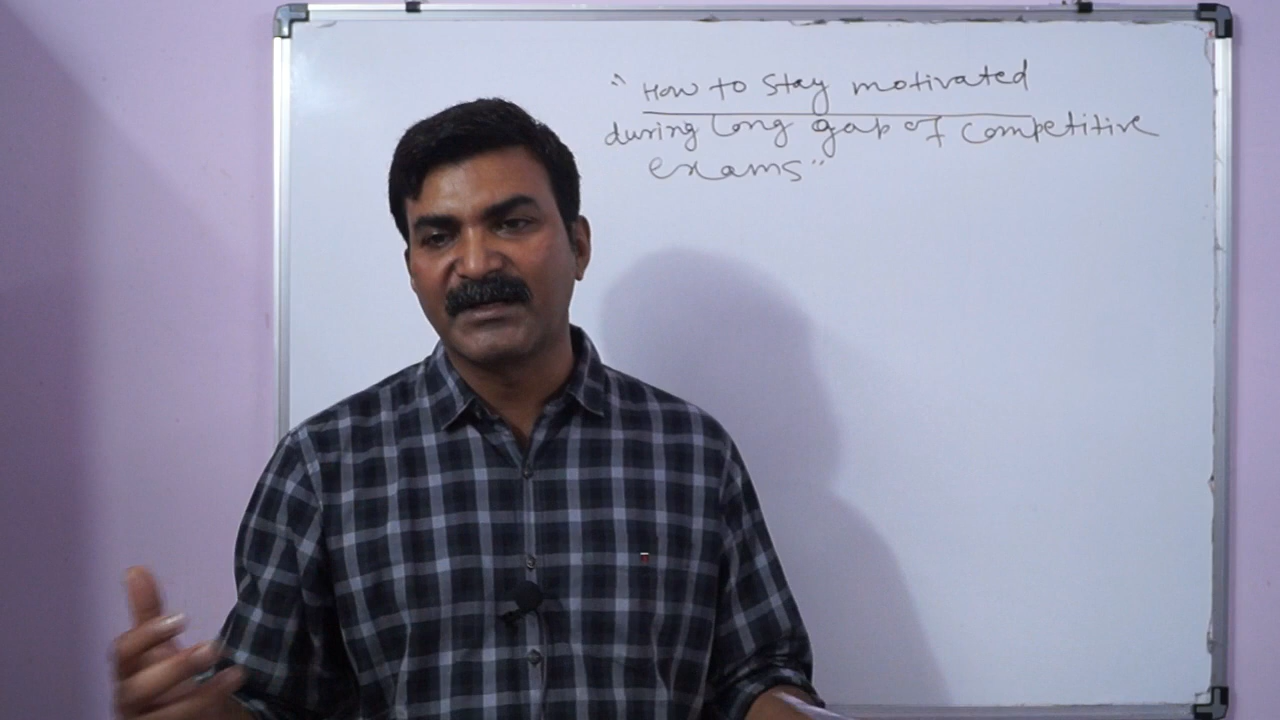 "How to Stay motivated
during long gap of Competitive
exams"